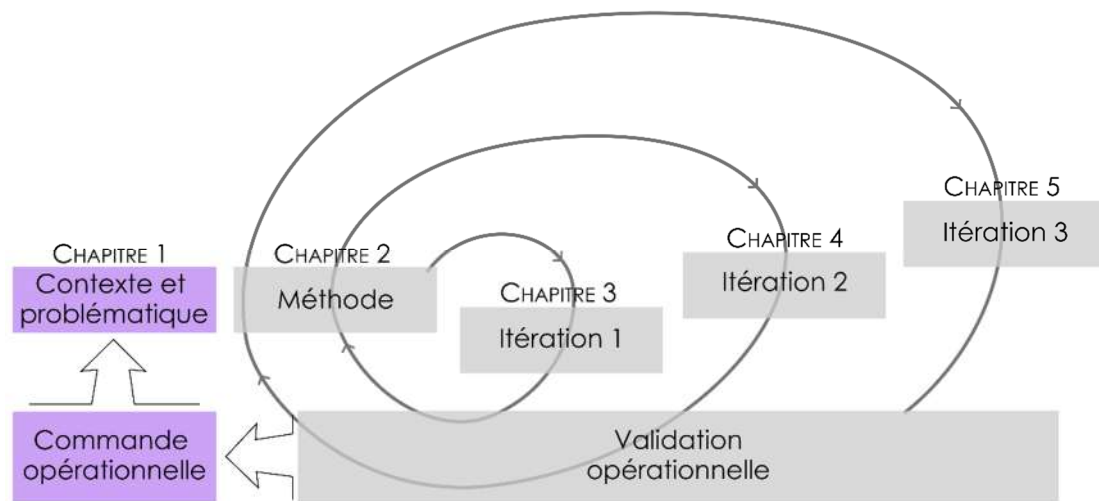 CHAPITRE 1
Contexte et
problématique
CHAPITRE 2
Méthode
CHAPITRE 3
Itération 1
CHAPITRE 4
Itération 2
CHAPITRE 5
Itération 3
Commande
opérationnelle
Validation
opérationnelle